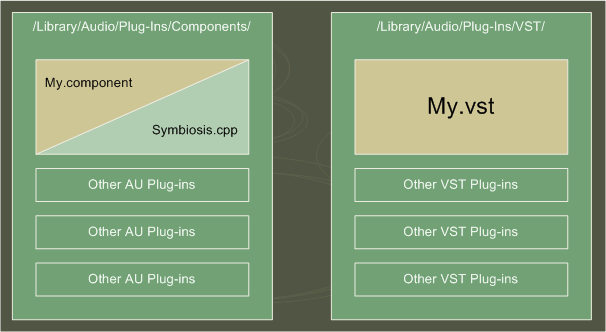 /Library/Audio/Plug-Ins/Components/
My.component
Symbiosis.cpp
Other AU Plug-ins
Other AU Plug-ins
Other AU Plug-ins
/Library/Audio/Plug-Ins/VST/
My.vst
Other VST Plug-ins
Other VST Plug-ins
Other VST Plug-ins